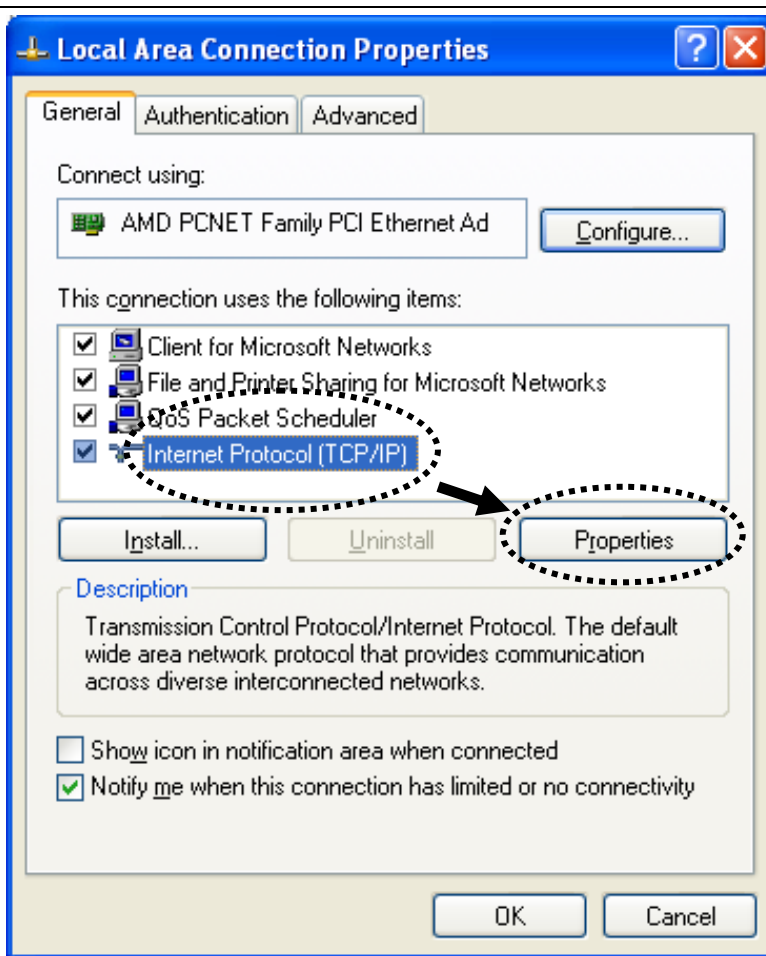 Local Area Connection Properties
General Authentication Advanced
Connect using:
AMD PCNET Family PCI Ethernet Ad Configure...
This connection uses the following items:
Client for Microsoft Networks
File and Printer Sharing for Microsoft Networks
QoS Packet Scheduler
Internet Protocol (TCP/IP)
Install... Uninstall Properties
Description
Transmission Control Protocol/Internet Protocol. The default
wide area network protocol that provides communication
across diverse interconnected networks.
Show icon in notification area when connected
Notify me when this connection has limited or no connectivity
OK Cancel